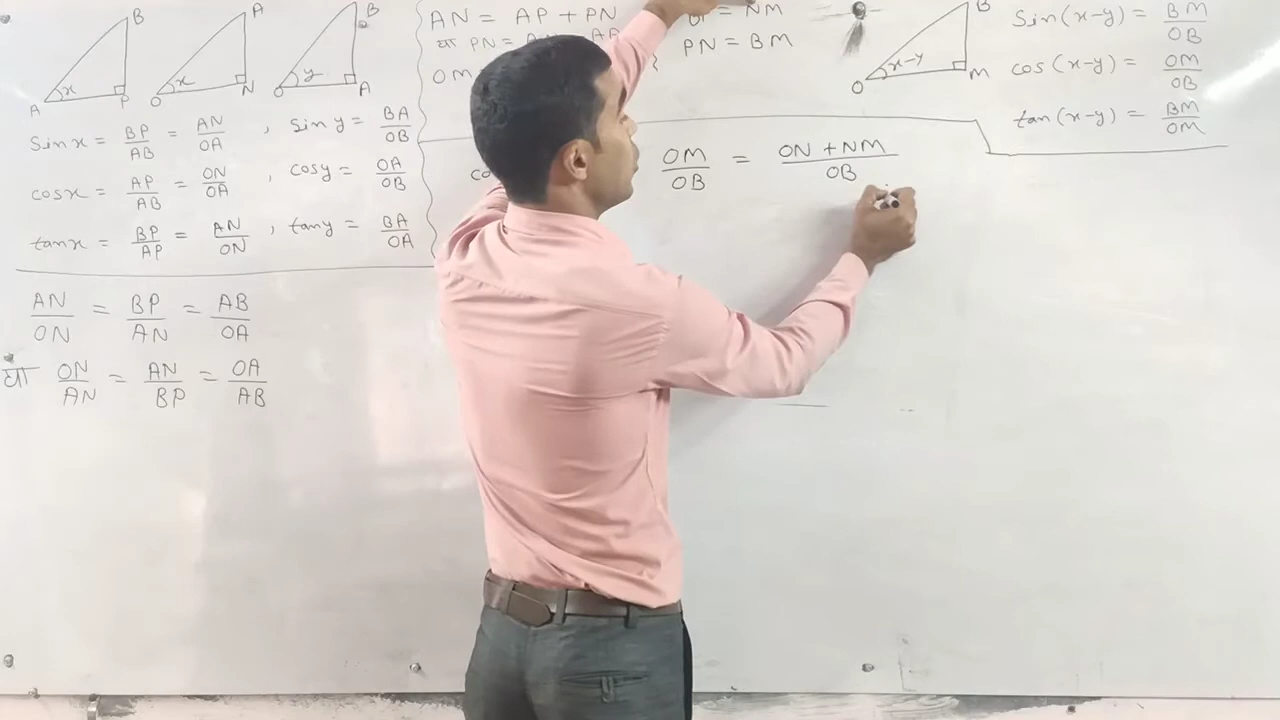 B
A P
x
A
O N
x
B
O A
y
Sin x = BP/AB = AN/OA , Sin y = BA/OB
cos x = AP/AB = ON/OA , cos y = OA/OB
tan x = BP/AP = AN/ON , tan y = BA/OA
AN/ON = BP/AN = AB/OA
या ON/AN = AN/BP = OA/AB
AN = AP + PN
या PN =
OM
= NM
} PN = BM
B
O M
x-y
Sin(x-y) = BM/OB
cos(x-y) = OM/OB
tan(x-y) = BM/OM
OM/OB = ON + NM/OB